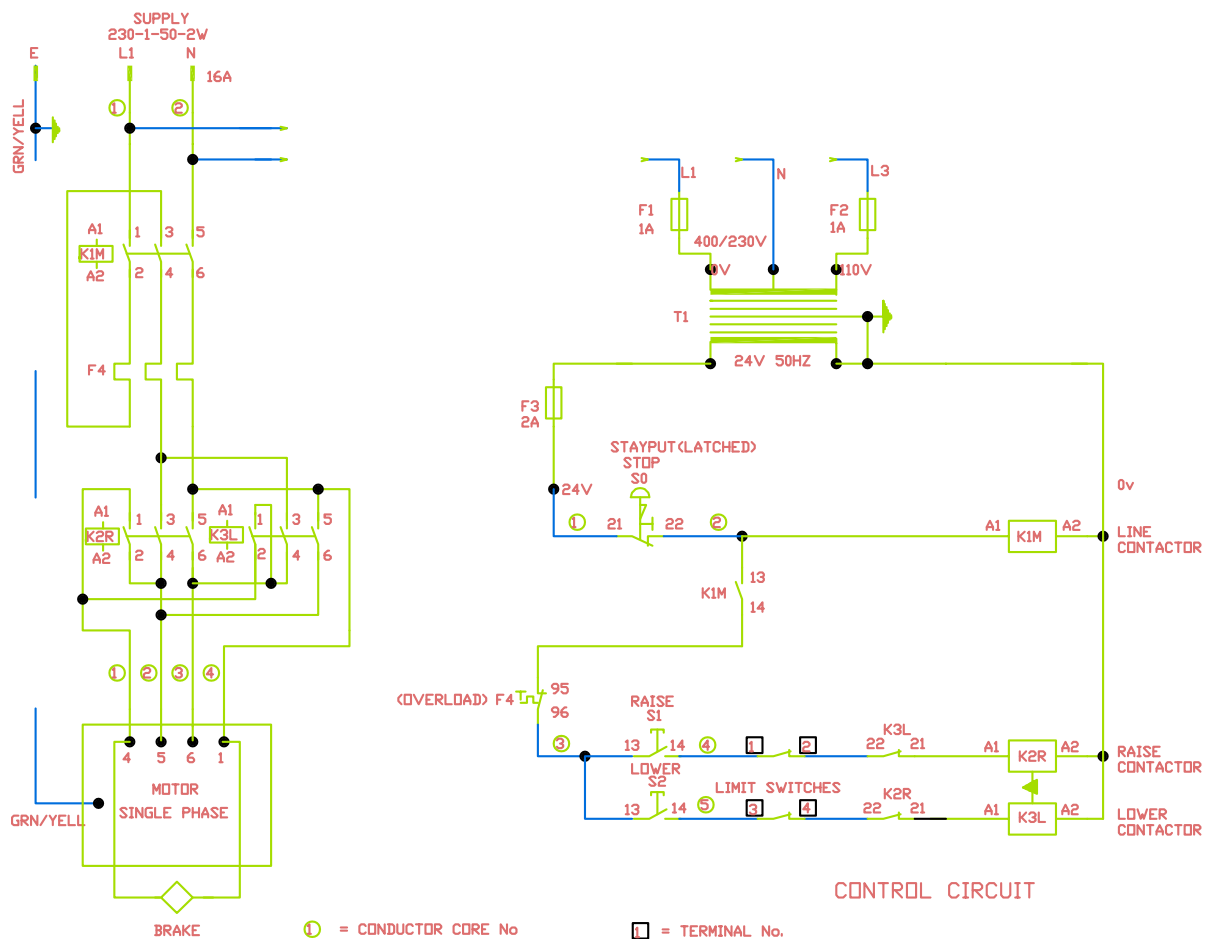 SUPPLY
230-1-50-2W
E
L1
N
16A
1
2
GRN/YELL
A1
K1M
A2
1
3
5
2
4
6
F4
A1
K2R
A2
1
3
5
2
4
6
A1
K3L
A2
1
3
5
2
4
6
1
2
3
4
4
5
6
1
MOTOR
SINGLE PHASE
GRN/YELL
BRAKE
L1
N
L3
F1
1A
F2
1A
400/230V
0V
110V
T1
24V 50HZ
F3
2A
STAYPUT(LATCHED)
STOP
S0
24V
1
21
22
2
A1
K1M
A2
0v
LINE
CONTACTOR
K1M
13
14
(OVERLOAD) F4
95
96
3
RAISE
S1
13
14
4
1
2
K3L
22
21
A1
K2R
A2
RAISE
CONTACTOR
LOWER
S2
13
14
5
LIMIT SWITCHES
3
4
K2R
22
21
A1
K3L
A2
LOWER
CONTACTOR
CONTROL CIRCUIT
1 = CONDUCTOR CORE No
1 = TERMINAL No.